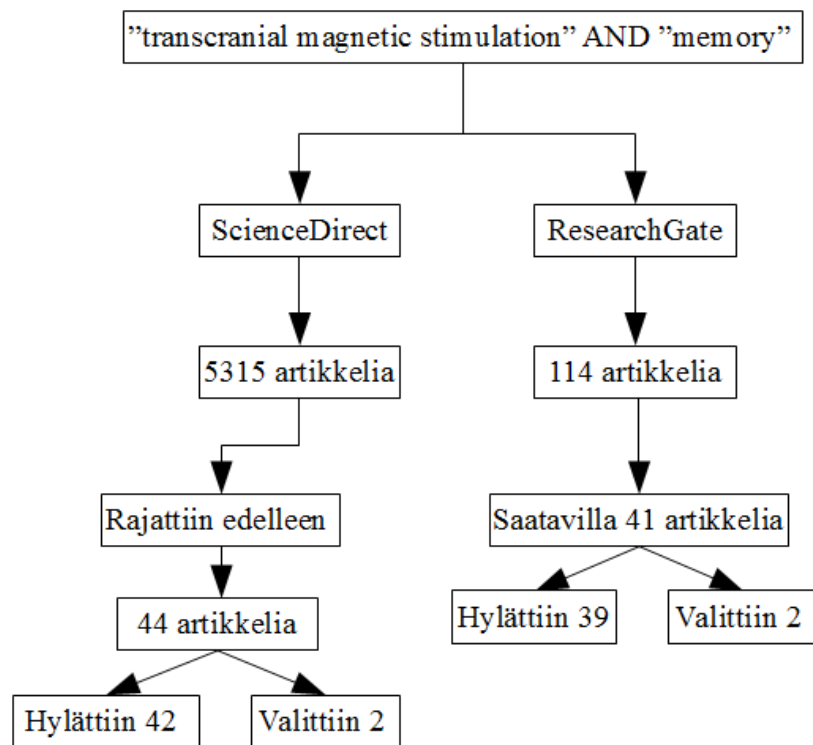 ”transcranial magnetic stimulation” AND ”memory”
ScienceDirect
ResearchGate
5315 artikkelia
114 artikkelia
Rajattiin edelleen
Saatavilla 41 artikkelia
44 artikkelia
Hylättiin 39
Valittiin 2
Hylättiin 42
Valittiin 2